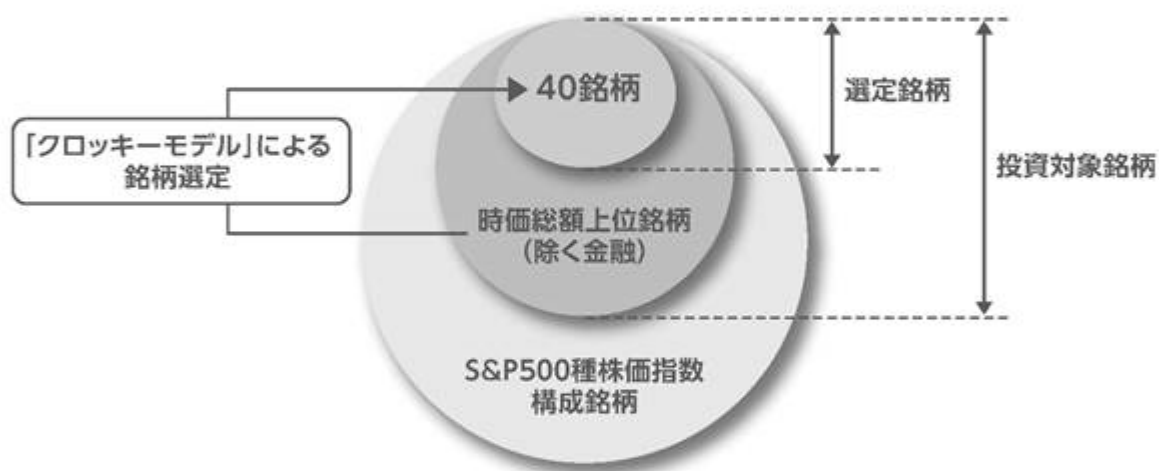 40銘柄
選定銘柄
「クロッキーモデル」による
銘柄選定
投資対象銘柄
時価総額上位銘柄
（除く金融）
S&P500種株価指数
構成銘柄